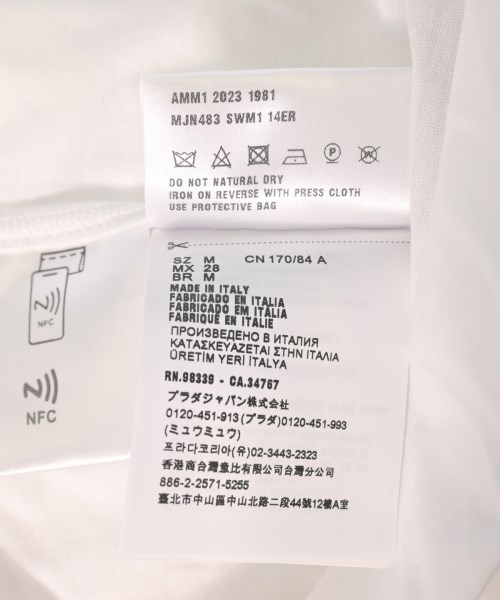 AMM1 2023 1981
MJN483 SWM1 14ER
P
W
DO NOT NATURAL DRY
IRON ON REVERSE WITH PRESS CLOTH
USE PROTECTIVE BAG
SZ M CN 170/84 A
MX 28
BR M
MADE IN ITALY
FABRICADO EN ITALIA
FABRICADO EM ITÁLIA
FABRIQUÉ EN ITALIE
ПРОИЗВЕДЕНО В ИТАЛИЯ
ΚΑΤΑΣΚΕΥΑΖΕΤΑΙ ΣΤΗΝ ΙΤΑΛΙΑ
ÜRETİM YERİ İTALYA
RN.98339 - CA.34767
プラダジャパン株式会社
0120-451-913(プラダ)0120-451-993
(ミュウミュウ)
프라다코리아(유)02-3443-2323
香港商台灣意比有限公司台灣分公司
886-2-2571-5255
臺北市中山區中山北路二段44號12樓A室
NFC
NFC